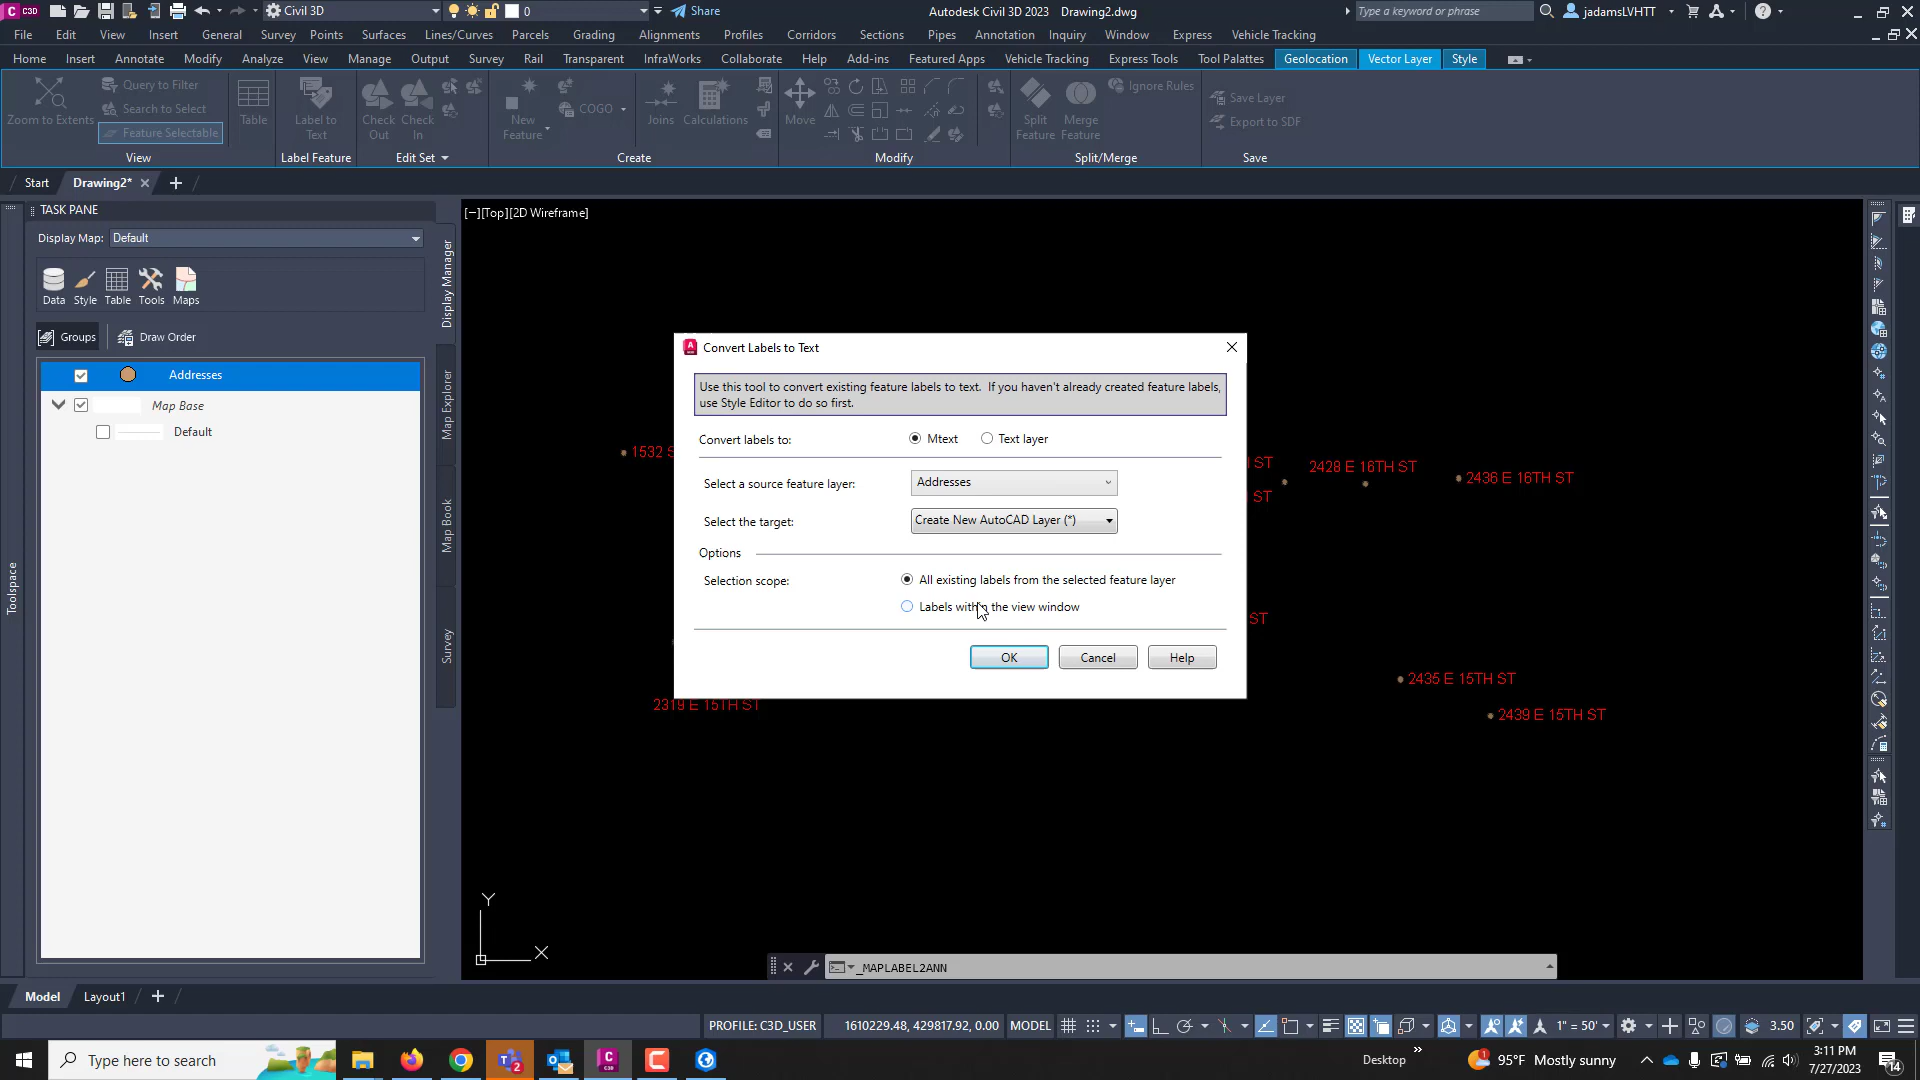 C3D Civil 3D 0 Share Autodesk Civil 3D 2023 Drawing2.dwg Type a keyword or phrase jadamsLVHTT
File Edit View Insert General Survey Points Surfaces Lines/Curves Parcels Grading Alignments Profiles Corridors Sections Pipes Annotation Inquiry Window Express Vehicle Tracking
Home Insert Annotate Modify Analyze View Manage Output Survey Rail Transparent InfraWorks Collaborate Help Add-ins Featured Apps Vehicle Tracking Express Tools Tool Palettes Geolocation Vector Layer Style
Zoom to Extents
Query to Filter
Search to Select
Feature Selectable
Table
Label to Text
Check Out
Check In
New Feature
COGO
Joins
Calculations
Move
Split Feature
Merge Feature
Ignore Rules
Save Layer
Export to SDF
View Label Feature Edit Set Create Modify Split/Merge Save
Start Drawing2*
TASK PANE
Display Map: Default
Data Style Table Tools Maps
Groups Draw Order
Addresses
Map Base
Default
Toolspace
Display Manager
Map Explorer
Map Book
Survey
[−][Top][2D Wireframe]
Convert Labels to Text
Use this tool to convert existing feature labels to text. If you haven't already created feature labels,
use Style Editor to do so first.
Convert labels to: Mtext Text layer
Select a source feature layer: Addresses
Select the target: Create New AutoCAD Layer (*)
Options
Selection scope: All existing labels from the selected feature layer
Labels within the view window
OK Cancel Help
1532 S
ST
2428 E 16TH ST
2436 E 16TH ST
ST
ST
2435 E 15TH ST
2319 E 15TH ST
2439 E 15TH ST
Y
X
_MAPLABEL2ANN
Model Layout1
PROFILE: C3D_USER 1610229.48, 429817.92, 0.00 MODEL 1" = 50' 3.50
Type here to search
2
Desktop
1
95°F Mostly sunny
3:11 PM
7/27/2023
14